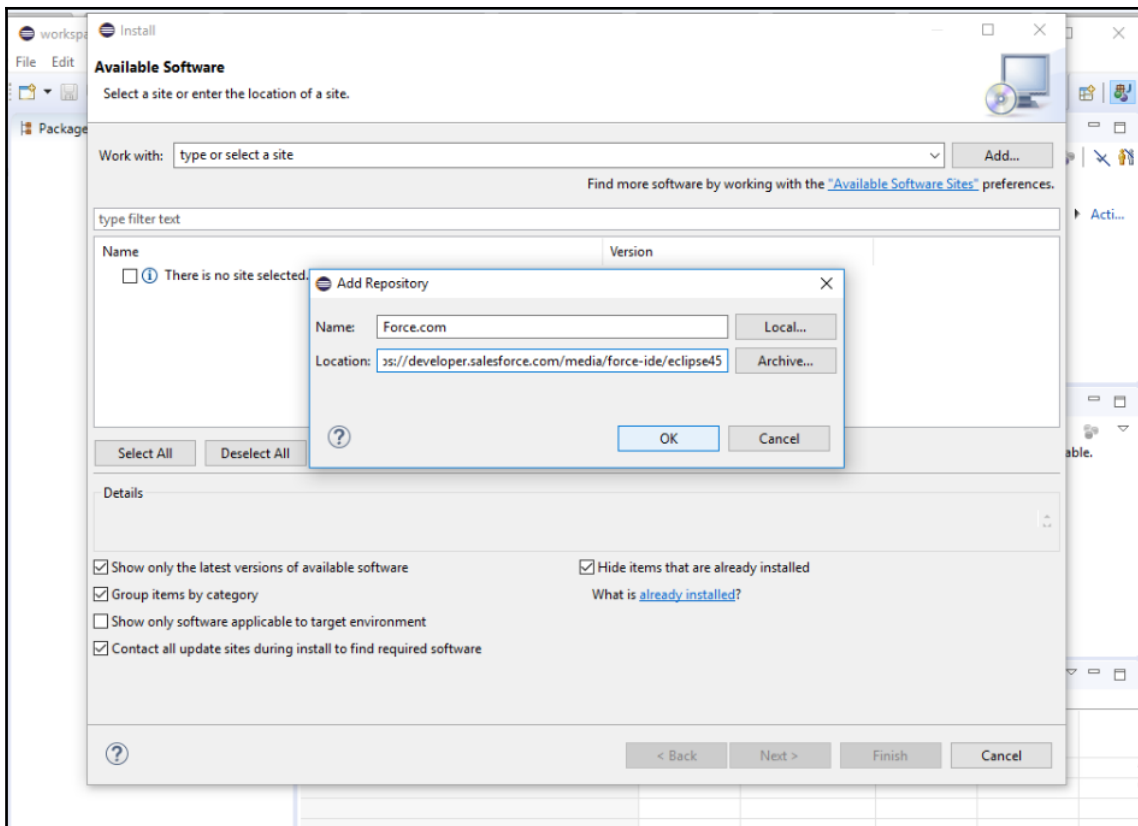 workspa
Install
File Edit
Available Software
Select a site or enter the location of a site.
Package
Work with: type or select a site Add...
Find more software by working with the "Available Software Sites" preferences.
Acti...
type filter text
Name Version
There is no site selected.
Add Repository
Name: Force.com Local...
Location: ps://developer.salesforce.com/media/force-ide/eclipse45 Archive...
OK Cancel
Select All Deselect All
able.
Details
Show only the latest versions of available software Hide items that are already installed
Group items by category What is already installed?
Show only software applicable to target environment
Contact all update sites during install to find required software
< Back Next > Finish Cancel